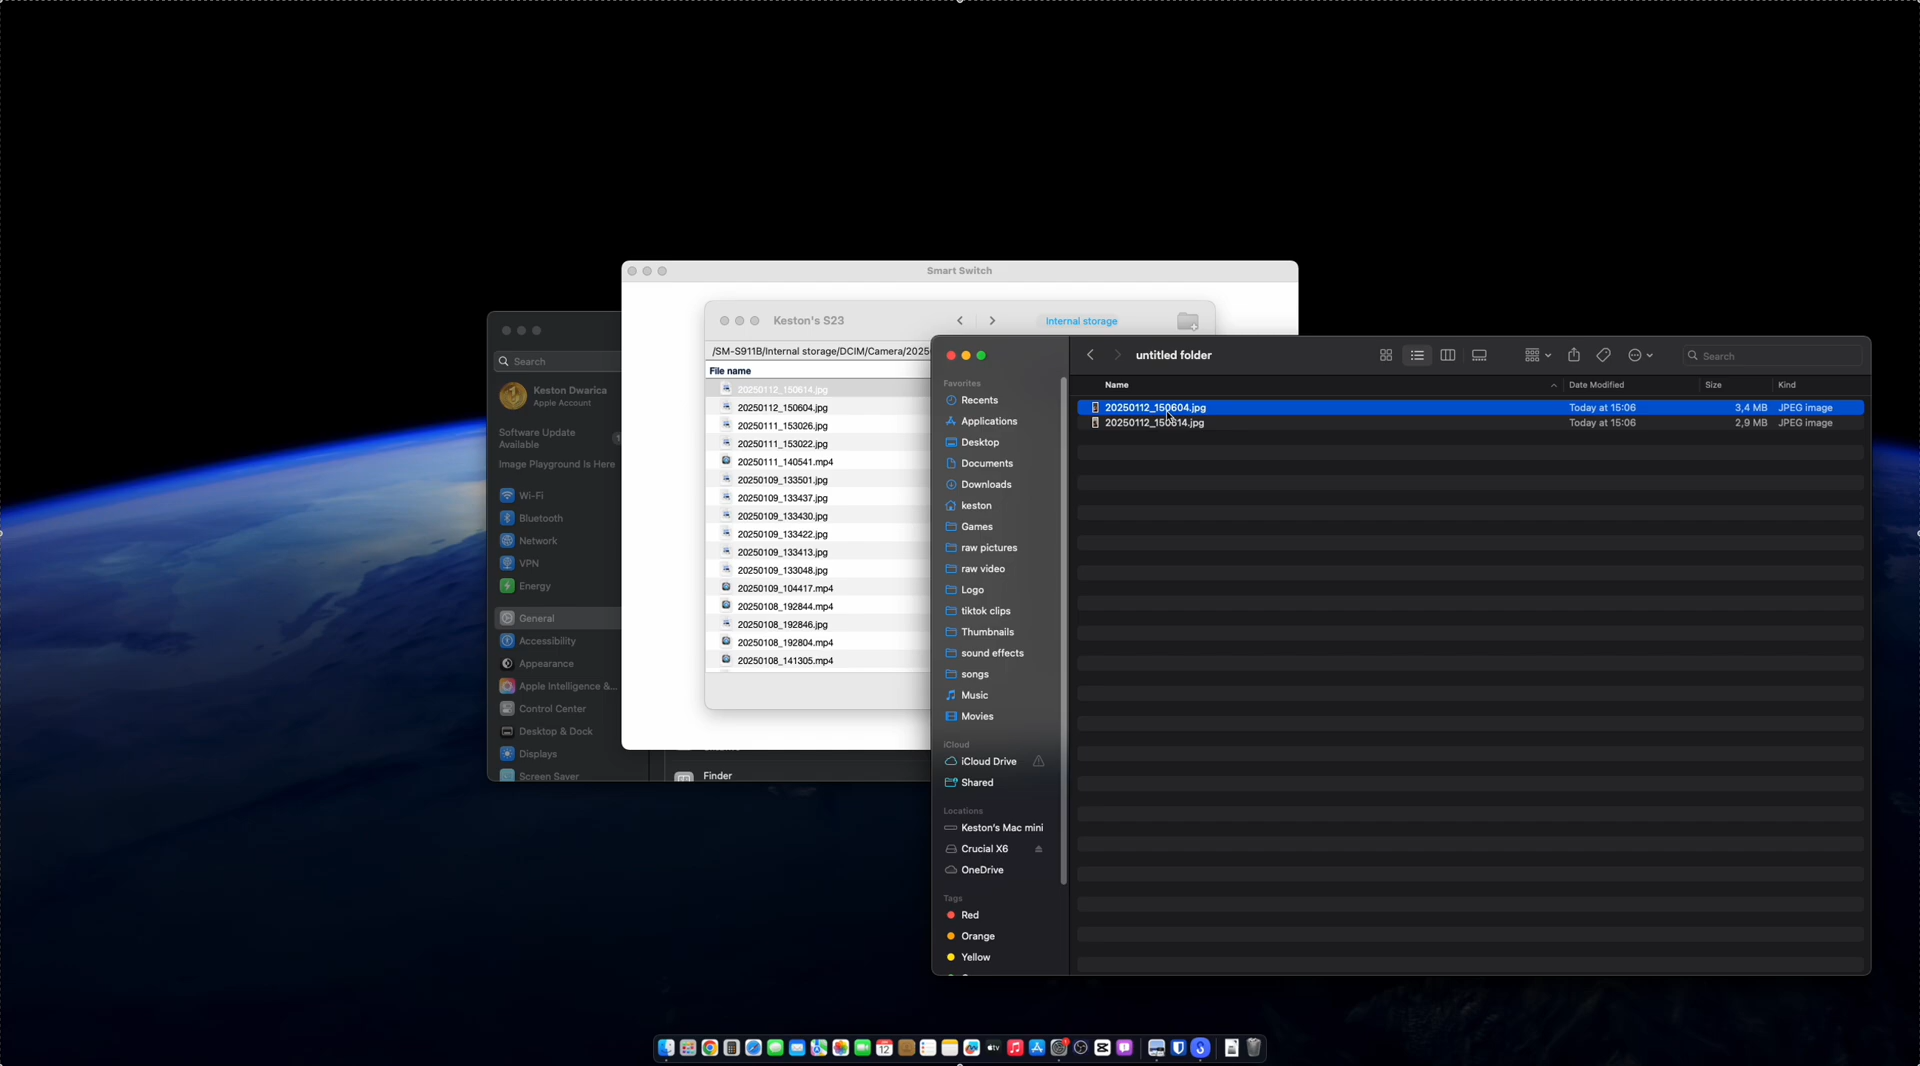 Smart Switch
Keston's S23
Internal storage
/SM-S911B/Internal storage/DCIM/Camera/2025
File name
20250112_150614.jpg
20250112_150604.jpg
20250111_153026.jpg
20250111_153022.jpg
20250111_140541.mp4
20250109_133501.jpg
20250109_133437.jpg
20250109_133430.jpg
20250109_133422.jpg
20250109_133413.jpg
20250109_133048.jpg
20250109_104417.mp4
20250108_192844.mp4
20250108_192846.jpg
20250108_192804.mp4
20250108_141305.mp4
Search
Keston Dwarica
Apple Account
Software Update
Available
1
Image Playground Is Here
Wi-Fi
Bluetooth
Network
VPN
Energy
General
Accessibility
Appearance
Apple Intelligence &...
Control Center
Desktop & Dock
Displays
Screen Saver
Finder
untitled folder
Search
Name
Date Modified
Size
Kind
20250112_150604.jpg
Today at 15:06
3,4 MB
JPEG image
20250112_150614.jpg
Today at 15:06
2,9 MB
JPEG image
Favorites
Recents
Applications
Desktop
Documents
Downloads
keston
Games
raw pictures
raw video
Logo
tiktok clips
Thumbnails
sound effects
songs
Music
Movies
iCloud
iCloud Drive
Shared
Locations
Keston's Mac mini
Crucial X6
OneDrive
Tags
Red
Orange
Yellow
12
tv